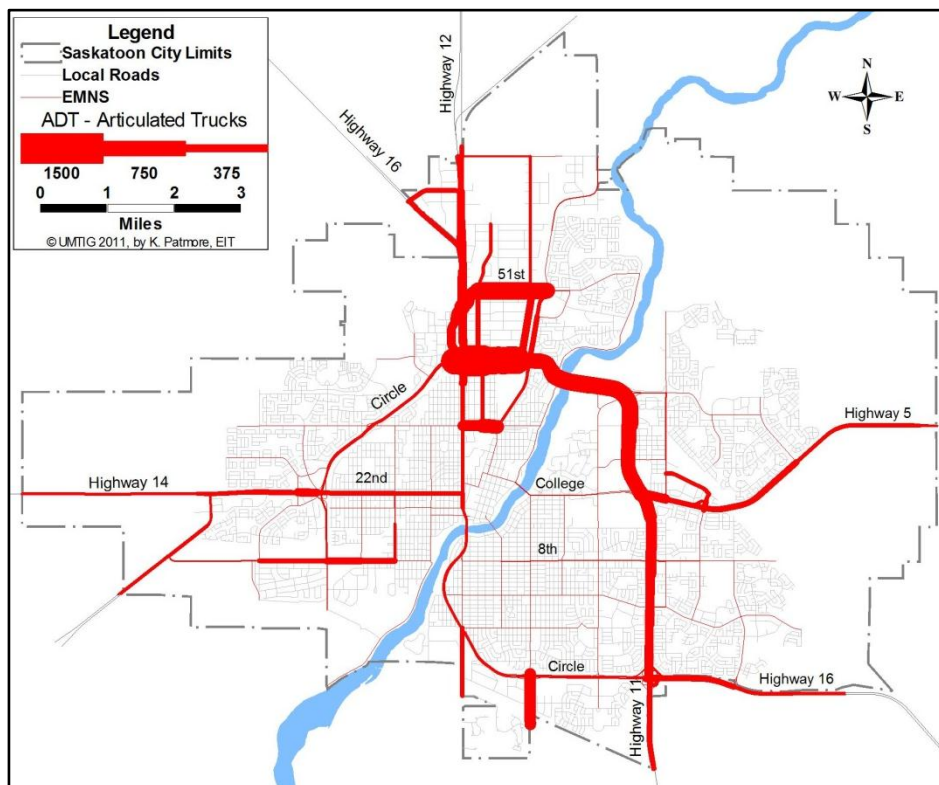 Legend
Saskatoon City Limits
Local Roads
EMNS
ADT - Articulated Trucks
1500 750 375
0 1 2 3
Miles
© UMTIG 2011, by K. Patmore, EIT
Highway 12
Highway 16
N
W E
S
51st
Circle
Highway 5
Highway 14
22nd
College
8th
Circle
Highway 11
Highway 16